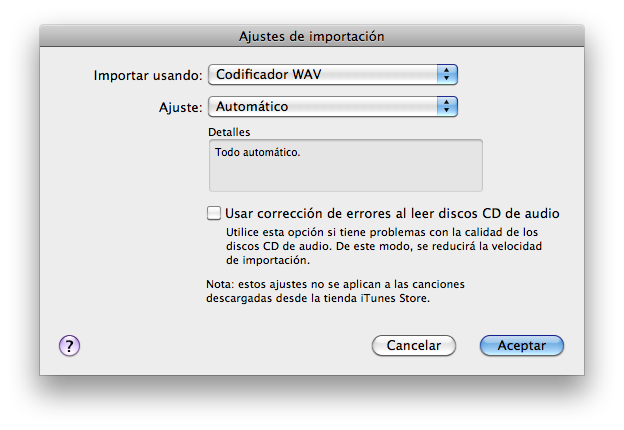 Ajustes de importación
Importar usando: Codificador WAV
Ajuste: Automático
Detalles
Todo automático.
Usar corrección de errores al leer discos CD de audio
Utilice esta opción si tiene problemas con la calidad de los
discos CD de audio. De este modo, se reducirá la velocidad
de importación.
Nota: estos ajustes no se aplican a las canciones
descargadas desde la tienda iTunes Store.
? Cancelar Aceptar